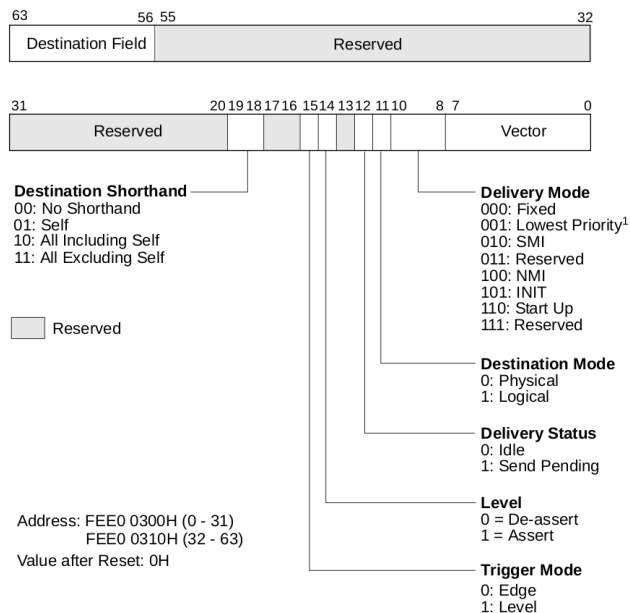 63 56 55 32
Destination Field Reserved
31 20 19 18 17 16 15 14 13 12 11 10 8 7 0
Reserved Vector
Destination Shorthand
00: No Shorthand
01: Self
10: All Including Self
11: All Excluding Self
Reserved
Delivery Mode
000: Fixed
001: Lowest Priority¹
010: SMI
011: Reserved
100: NMI
101: INIT
110: Start Up
111: Reserved
Destination Mode
0: Physical
1: Logical
Delivery Status
0: Idle
1: Send Pending
Level
0 = De-assert
1 = Assert
Trigger Mode
0: Edge
1: Level
Address: FEE0 0300H (0 - 31)
FEE0 0310H (32 - 63)
Value after Reset: 0H